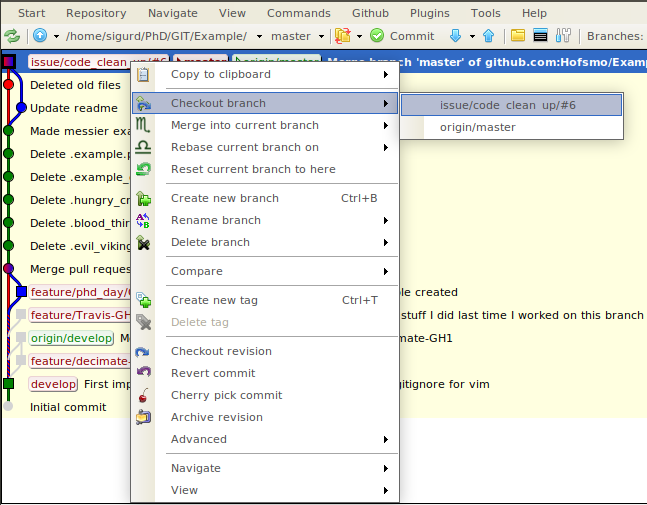 Start Repository Navigate View Commands Github Plugins Tools Help
/home/sigurd/PhD/GIT/Example/ master Commit Branches:
issue/code_clean_up/#6 master origin/master Merge branch 'master' of github.com:Hofsmo/Exam
Deleted old files
Update readme
Made messier exa
Delete .example.p
Delete .example_
Delete .hungry_cr
Delete .blood_thir
Delete .evil_viking
Merge pull reques
feature/phd_day/ ole created
feature/Travis-GH stuff I did last time I worked on this branch
origin/develop M mate-GH1
feature/decimate-
develop First imp gitignore for vim
Initial commit
Copy to clipboard
Checkout branch
Merge into current branch
Rebase current branch on
Reset current branch to here
Create new branch Ctrl+B
Rename branch
Delete branch
Compare
Create new tag Ctrl+T
Delete tag
Checkout revision
Revert commit
Cherry pick commit
Archive revision
Advanced
Navigate
View
issue/code_clean_up/#6
origin/master